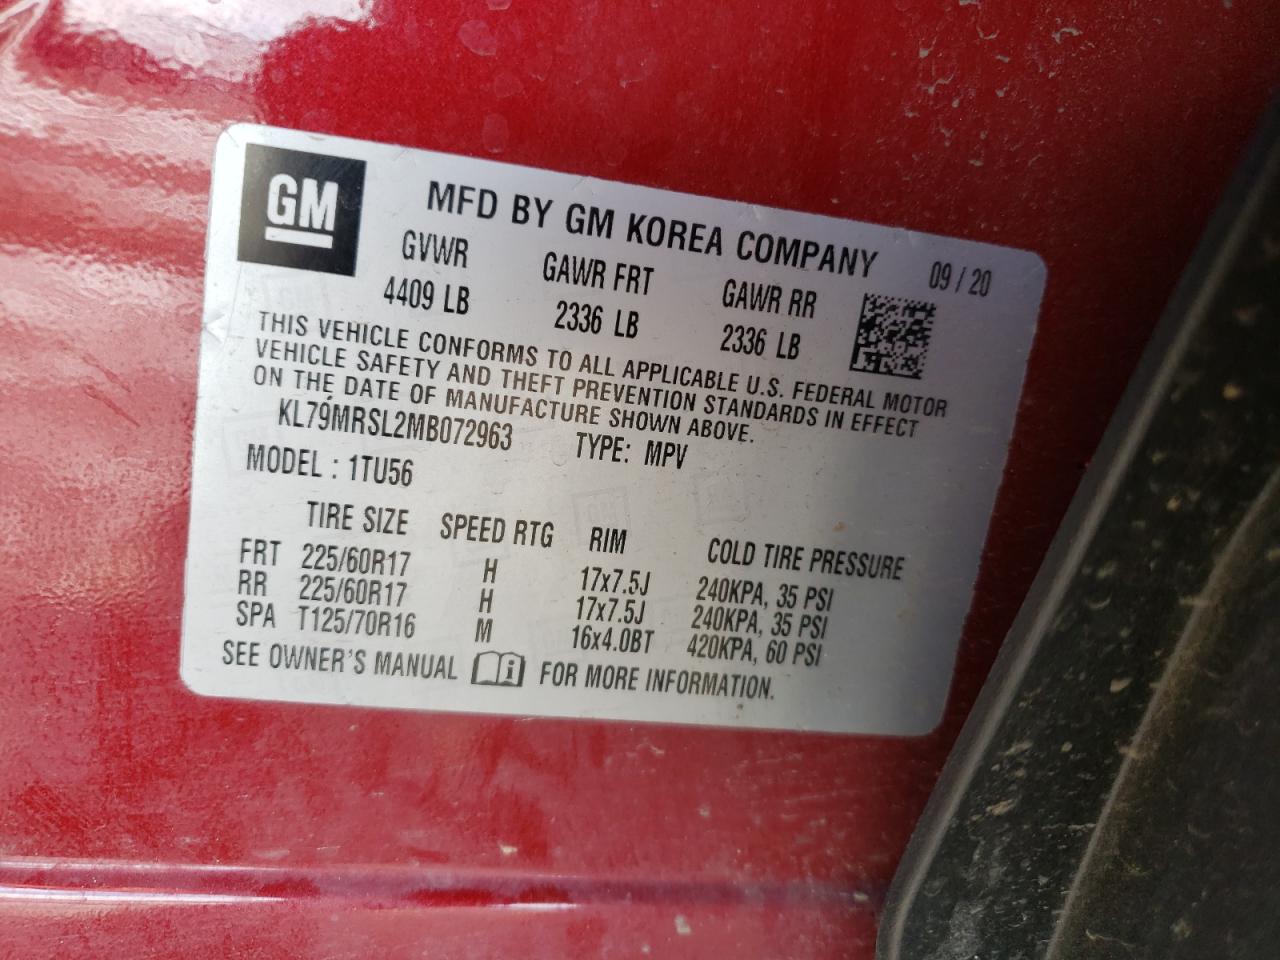 GM
MFD BY GM KOREA COMPANY 09 / 20
GVWR GAWR FRT GAWR RR
4409 LB 2336 LB 2336 LB
THIS VEHICLE CONFORMS TO ALL APPLICABLE U.S. FEDERAL MOTOR
VEHICLE SAFETY AND THEFT PREVENTION STANDARDS IN EFFECT
ON THE DATE OF MANUFACTURE SHOWN ABOVE.
KL79MRSL2MB072963 TYPE: MPV
MODEL : 1TU56
TIRE SIZE SPEED RTG RIM COLD TIRE PRESSURE
FRT 225/60R17 H 17x7.5J 240KPA, 35 PSI
RR 225/60R17 H 17x7.5J 240KPA, 35 PSI
SPA T125/70R16 M 16x4.0BT 420KPA, 60 PSI
SEE OWNER'S MANUAL i FOR MORE INFORMATION.